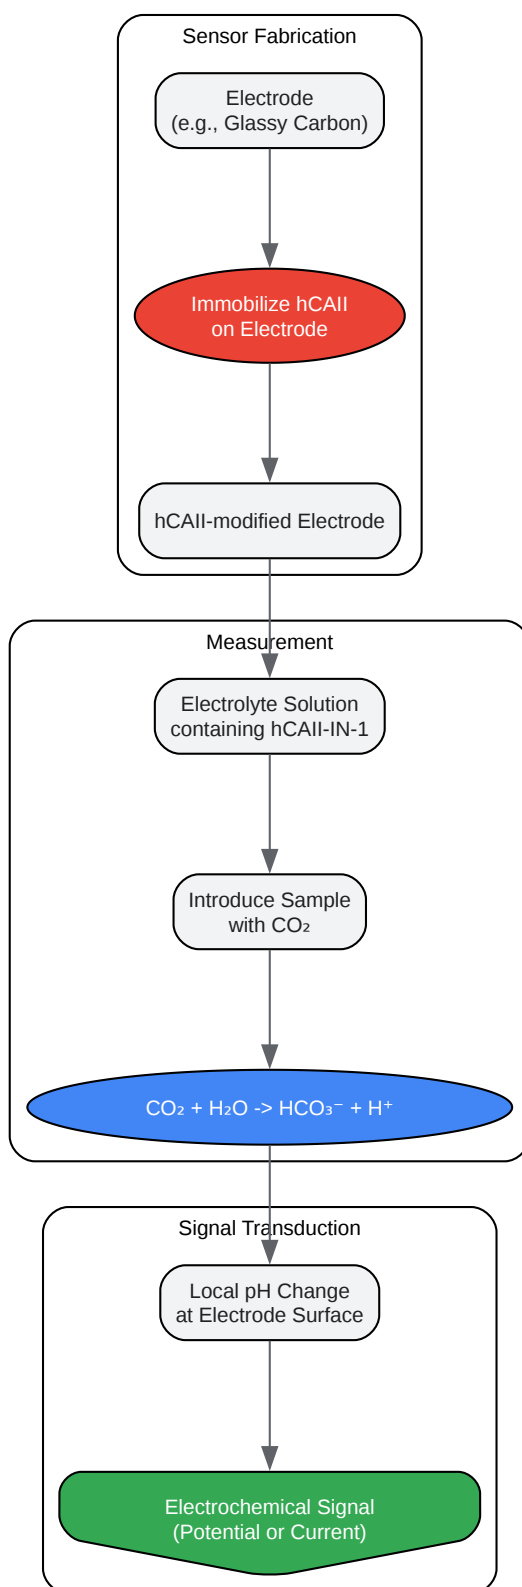 Sensor Fabrication
Electrode
(e.g., Glassy Carbon)
Immobilize hCAII
on Electrode
hCAII-modified Electrode
Measurement
Electrolyte Solution
containing hCAII-IN-1
Introduce Sample
with CO₂
CO₂ + H₂O -> HCO₃⁻ + H⁺
Signal Transduction
Local pH Change
at Electrode Surface
Electrochemical Signal
(Potential or Current)